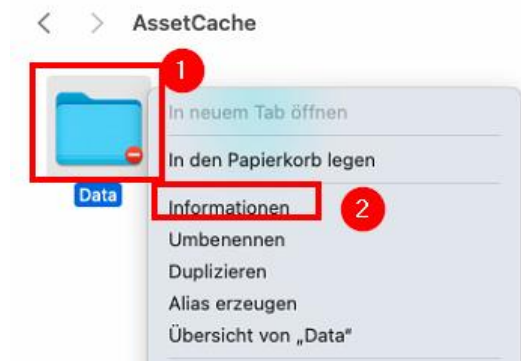 AssetCache
1
In neuem Tab öffnen
In den Papierkorb legen
Data
Informationen
2
Umbenennen
Duplizieren
Alias erzeugen
Übersicht von „Data"